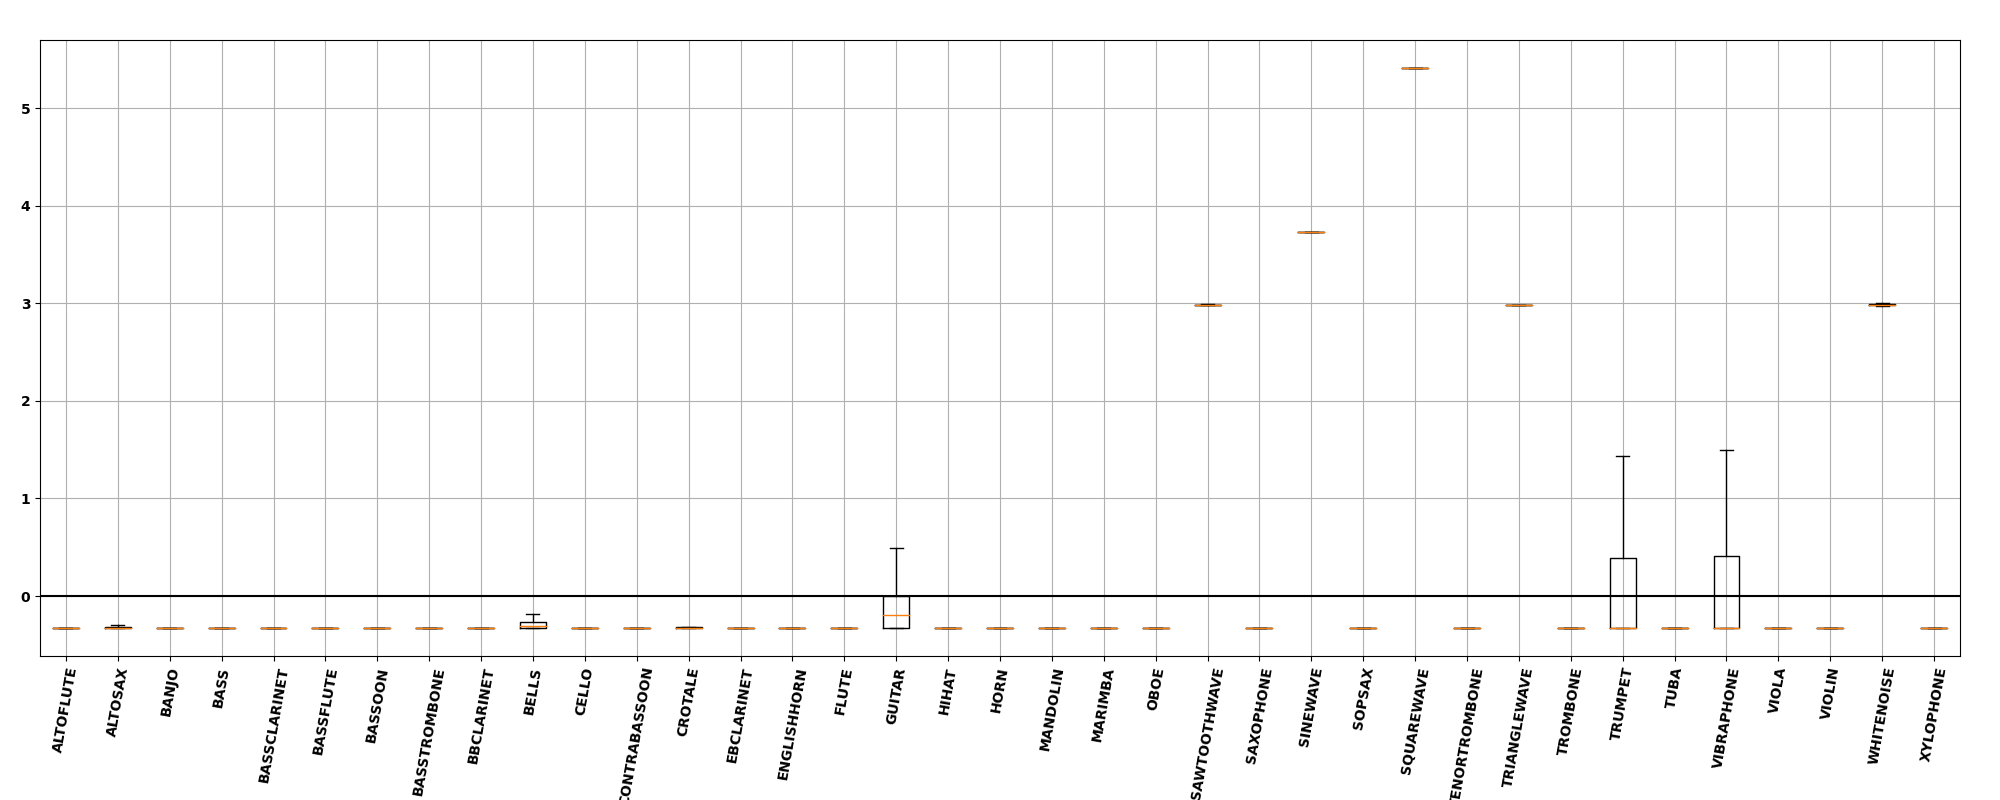 5
4
3
2
1
0
ALTOFLUTE
ALTOSAX
BANJO
BASS
BASSCLARINET
BASSFLUTE
BASSOON
BASSTROMBONE
BBCLARINET
BELLS
CELLO
CONTRABASSOON
CROTALE
EBCLARINET
ENGLISHHORN
FLUTE
GUITAR
HIHAT
HORN
MANDOLIN
MARIMBA
OBOE
SAWTOOTHWAVE
SAXOPHONE
SINEWAVE
SOPSAX
SQUAREWAVE
TENORTROMBONE
TRIANGLEWAVE
TROMBONE
TRUMPET
TUBA
VIBRAPHONE
VIOLA
VIOLIN
WHITENOISE
XYLOPHONE